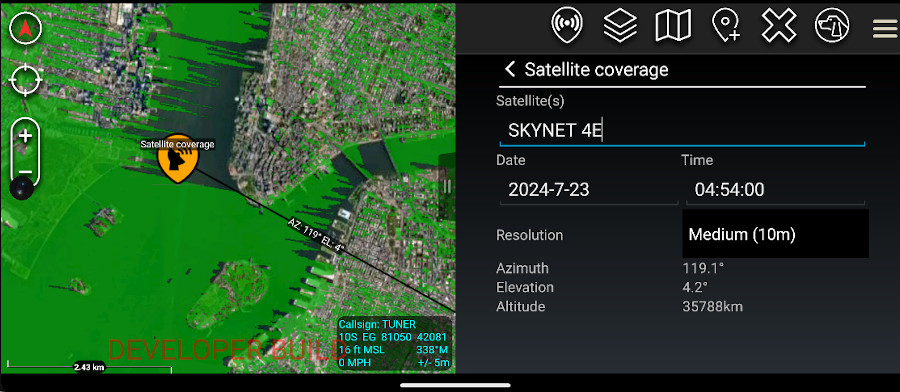 Satellite coverage
AZ: 119° EL: 4°
Callsign: TUNER
10S EG 81050 42081
16 ft MSL 338°M
0 MPH +/- 5m
DEVELOPER BUILD
2.43 km
Satellite coverage
Satellite(s)
SKYNET 4E
Date Time
2024-7-23 04:54:00
Resolution Medium (10m)
Azimuth 119.1°
Elevation 4.2°
Altitude 35788km